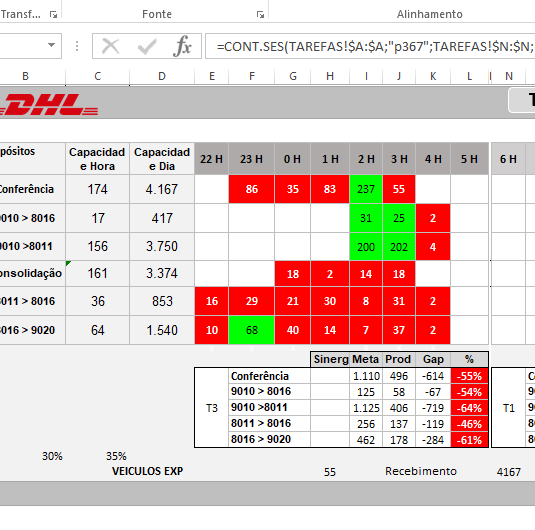 Transf...
Fonte
Alinhamento
fx
=CONT.SES(TAREFAS!$A:$A;"p367";TAREFAS!$N:$N;
B C D E F G H I J K L N
DHL
pósitos Capacidad e Hora Capacidad e Dia 22 H 23 H 0 H 1 H 2 H 3 H 4 H 5 H 6 H
Conferência 174 4.167 86 35 83 237 55
9010 > 8016 17 417 31 25 2
9010 >8011 156 3.750 200 202 4
onsolidação 161 3.374 18 2 14 18
8011 > 8016 36 853 16 29 21 30 8 31 2
8016 > 9020 64 1.540 10 68 40 14 7 37 2
Sinerg Meta Prod Gap %
Conferência 1.110 496 -614 -55%
9010 > 8016 125 58 -67 -54%
T3 9010 >8011 1.125 406 -719 -64% T1
8011 > 8016 256 137 -119 -46%
8016 > 9020 462 178 -284 -61%
30% 35%
VEICULOS EXP 55 Recebimento 4167